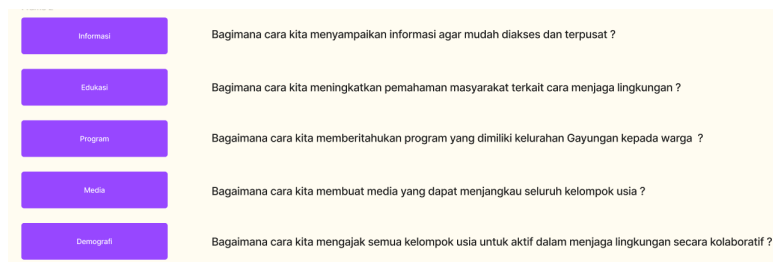 Informasi Bagimana cara kita menyampaikan informasi agar mudah diakses dan terpusat ?
Edukasi Bagimana cara kita meningkatkan pemahaman masyarakat terkait cara menjaga lingkungan ?
Program Bagaimana cara kita memberitahukan program yang dimiliki kelurahan Gayungan kepada warga ?
Media Bagaimana cara kita membuat media yang dapat menjangkau seluruh kelompok usia ?
Demografi Bagaimana cara kita mengajak semua kelompok usia untuk aktif dalam menjaga lingkungan secara kolaboratif ?